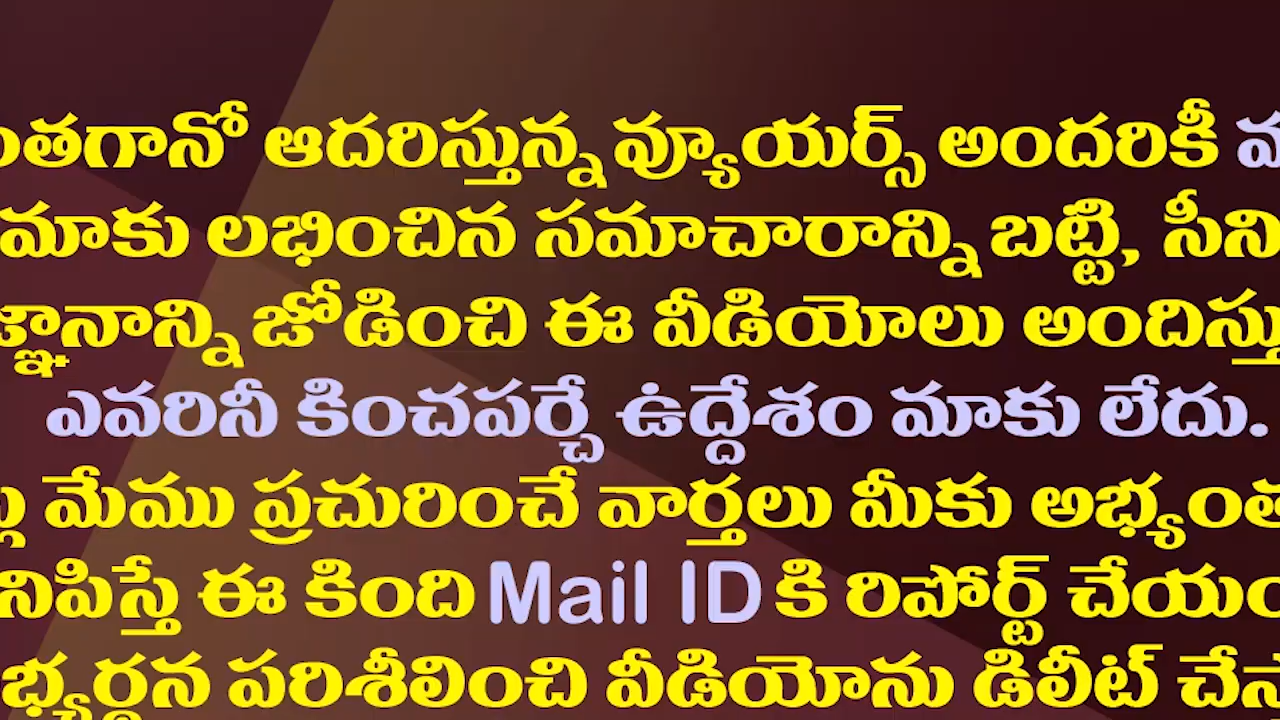 ంతగానో ఆదరిస్తున్న వ్యూయర్స్ అందరికీ
మాకు లభించిన సమాచారాన్ని బట్టి, సీని
జ్ఞానాన్ని జోడించి ఈ వీడియోలు అందిస్తు
ఎవరినీ కించపర్చే ఉద్దేశం మాకు లేదు.
మేము ప్రచురించే వార్తలు మీకు అభ్యంత
నిపిస్తే ఈ కింది Mail ID కి రిపోర్ట్ చేయం
భ్యర్థన పరిశీలించి వీడియోను డిలీట్ చేస